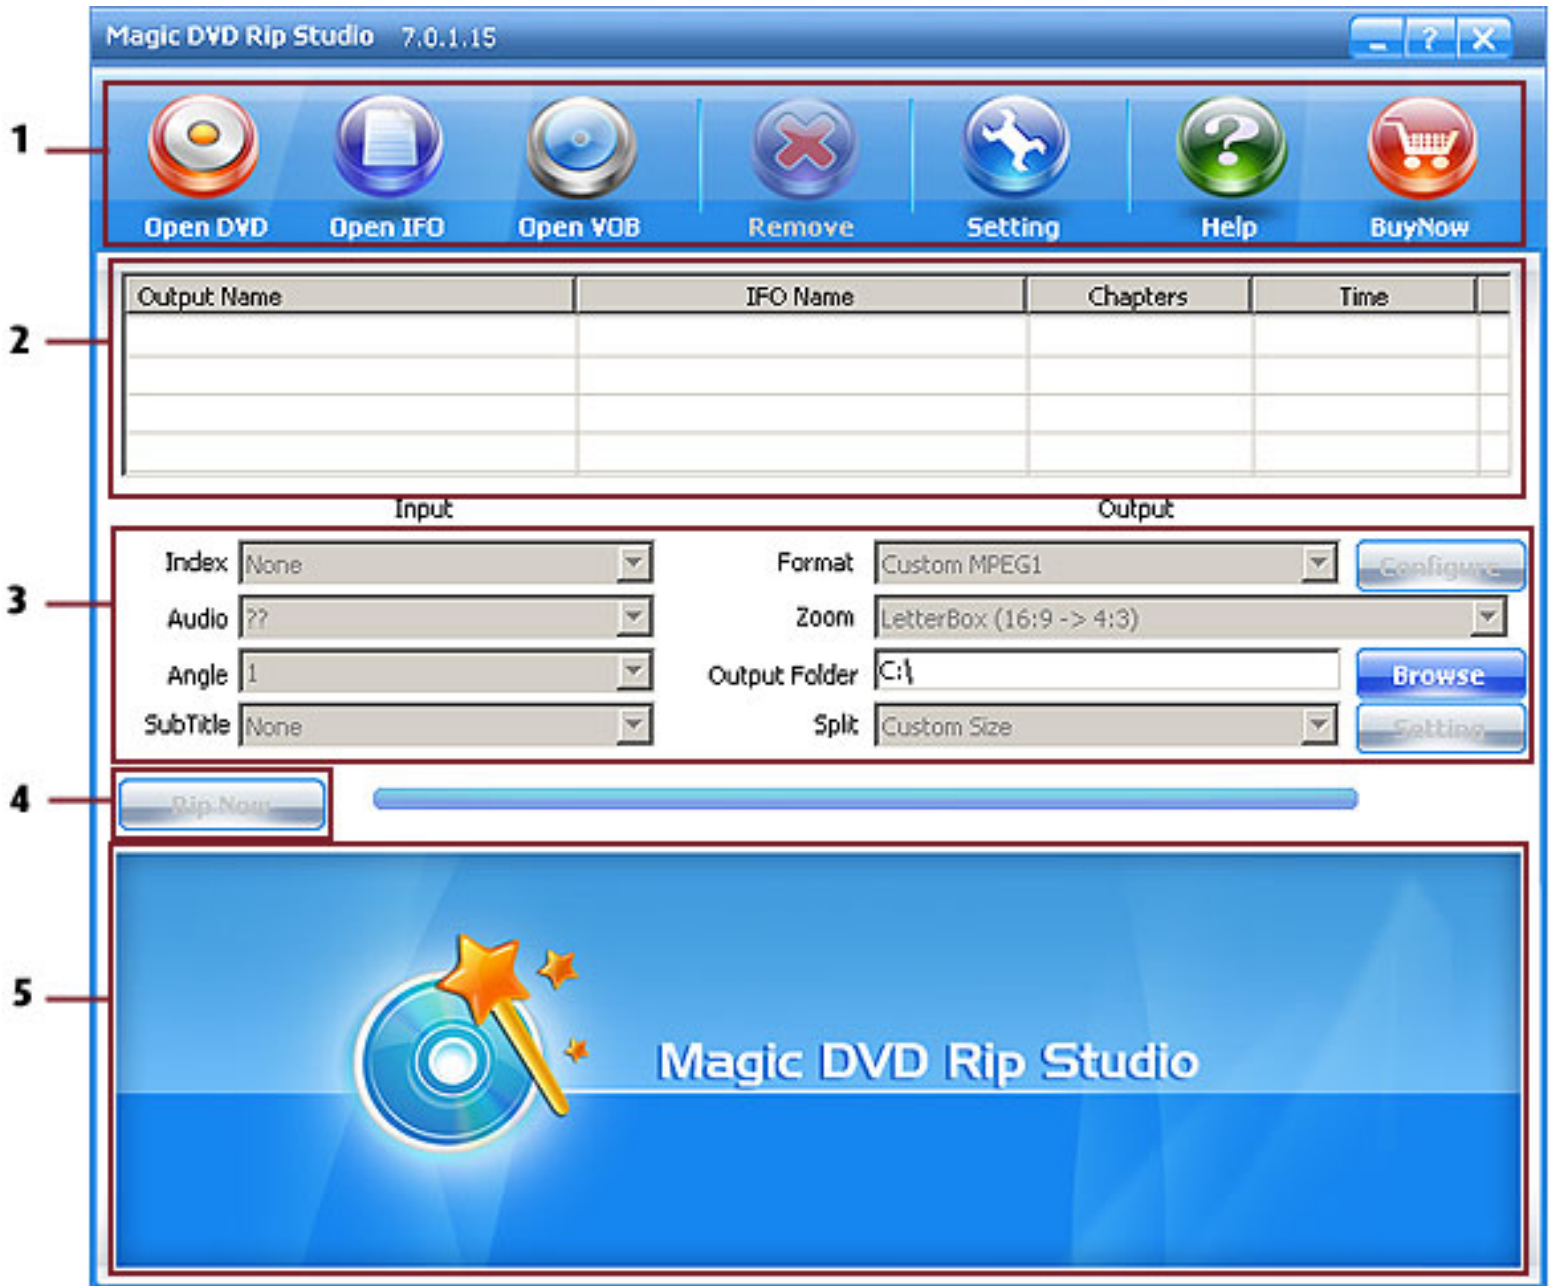 Magic DVD Rip Studio 7.0.1.15
1
Open DVD Open IFO Open VOB Remove Setting Help BuyNow
2
Output Name IFO Name Chapters Time
Input Output
3
Index None Format Custom MPEG1 Configure
Audio ?? Zoom LetterBox (16:9 -> 4:3)
Angle 1 Output Folder C:\ Browse
SubTitle None Split Custom Size Setting
4
Rip Now
5
Magic DVD Rip Studio